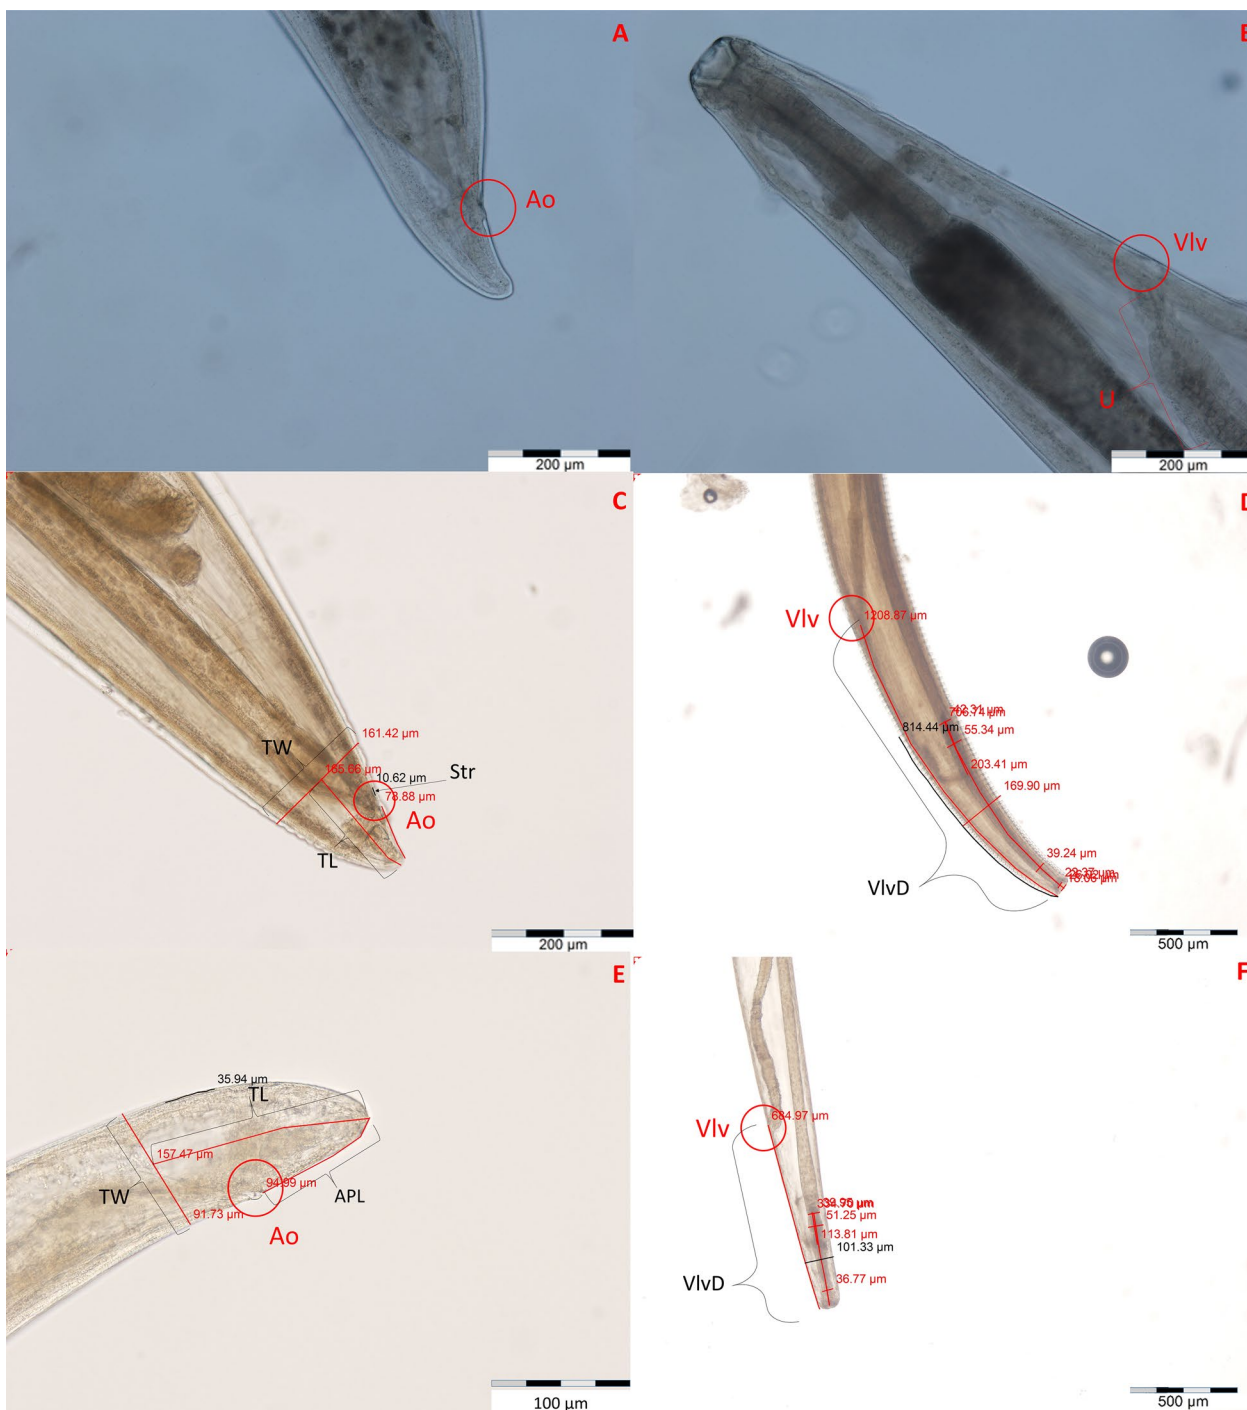 A
Ao
200 µm
B
Vlv
U
200 µm
C
TW
161.42 µm
165.66 µm
10.62 µm
Str
78.88 µm
Ao
TL
200 µm
D
Vlv
1208.87 µm
814.44 µm
55.34 µm
203.41 µm
169.90 µm
39.24 µm
VlvD
500 µm
E
35.94 µm
TL
157.47 µm
94.99 µm
APL
TW
91.73 µm
Ao
100 µm
F
Vlv
684.97 µm
51.25 µm
113.81 µm
101.33 µm
36.77 µm
VlvD
500 µm